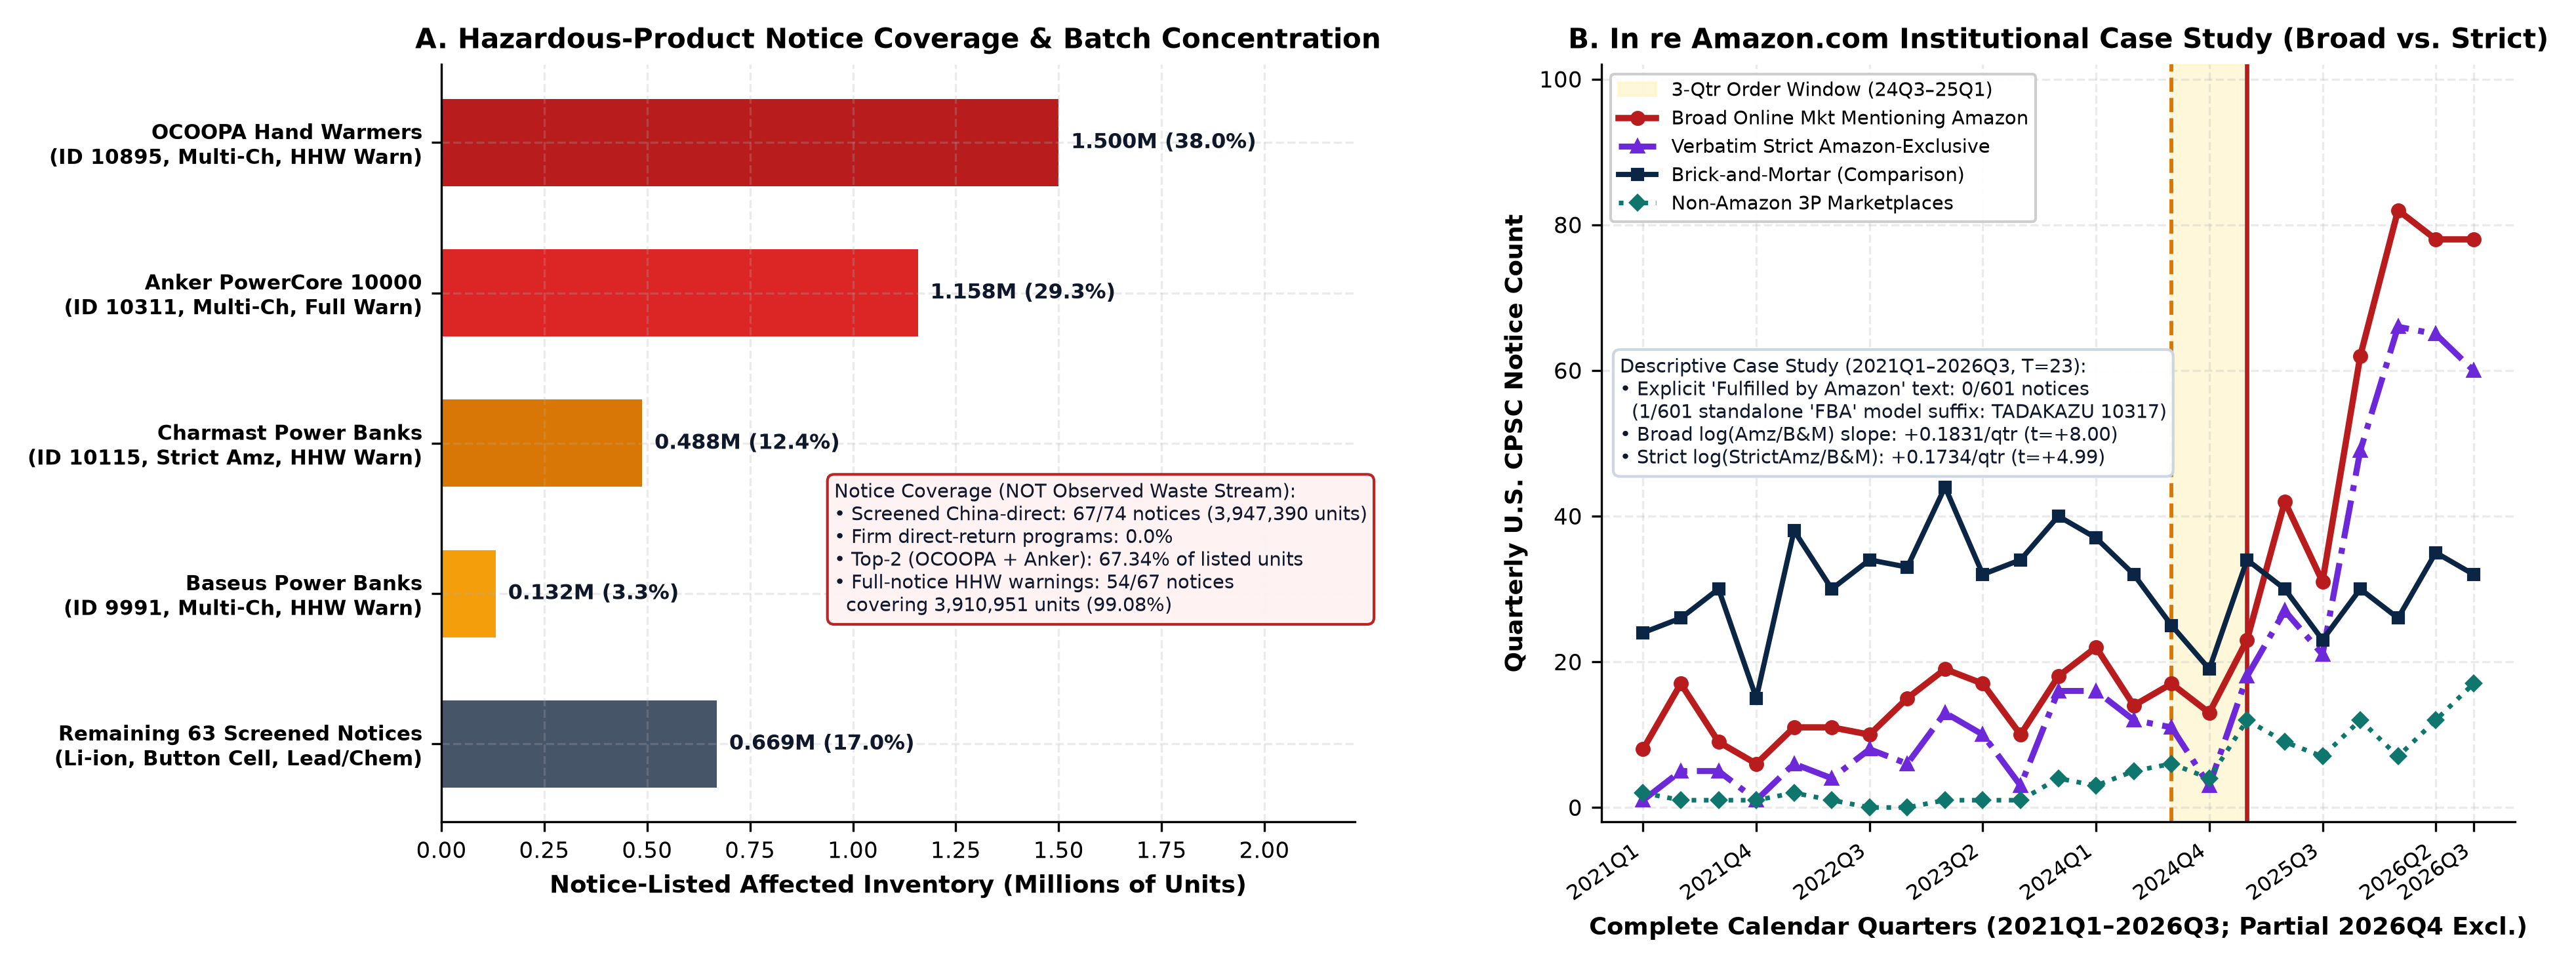 A. Hazardous-Product Notice Coverage & Batch Concentration
OCOOPA Hand Warmers
(ID 10895, Multi-Ch, HHW Warn)
1.500M (38.0%)
Anker PowerCore 10000
(ID 10311, Multi-Ch, Full Warn)
1.158M (29.3%)
Charmast Power Banks
(ID 10115, Strict Amz, HHW Warn)
0.488M (12.4%)
Notice Coverage (NOT Observed Waste Stream):
• Screened China-direct: 67/74 notices (3,947,390 units)
• Firm direct-return programs: 0.0%
• Top-2 (OCOOPA + Anker): 67.34% of listed units
• Full-notice HHW warnings: 54/67 notices
covering 3,910,951 units (99.08%)
Baseus Power Banks
(ID 9991, Multi-Ch, HHW Warn)
0.132M (3.3%)
Remaining 63 Screened Notices
(Li-ion, Button Cell, Lead/Chem)
0.669M (17.0%)
0.00 0.25 0.50 0.75 1.00 1.25 1.50 1.75 2.00
Notice-Listed Affected Inventory (Millions of Units)
B. In re Amazon.com Institutional Case Study (Broad vs. Strict)
Quarterly U.S. CPSC Notice Count
100
80
60
40
20
0
3-Qtr Order Window (24Q3–25Q1)
Broad Online Mkt Mentioning Amazon
Verbatim Strict Amazon-Exclusive
Brick-and-Mortar (Comparison)
Non-Amazon 3P Marketplaces
Descriptive Case Study (2021Q1–2026Q3, T=23):
• Explicit 'Fulfilled by Amazon' text: 0/601 notices
(1/601 standalone 'FBA' model suffix: TADAKAZU 10317)
• Broad log(Amz/B&M) slope: +0.1831/qtr (t=+8.00)
• Strict log(StrictAmz/B&M): +0.1734/qtr (t=+4.99)
2021Q1 2021Q4 2022Q3 2023Q2 2024Q1 2024Q4 2025Q3 2026Q2 2026Q3
Complete Calendar Quarters (2021Q1–2026Q3; Partial 2026Q4 Excl.)